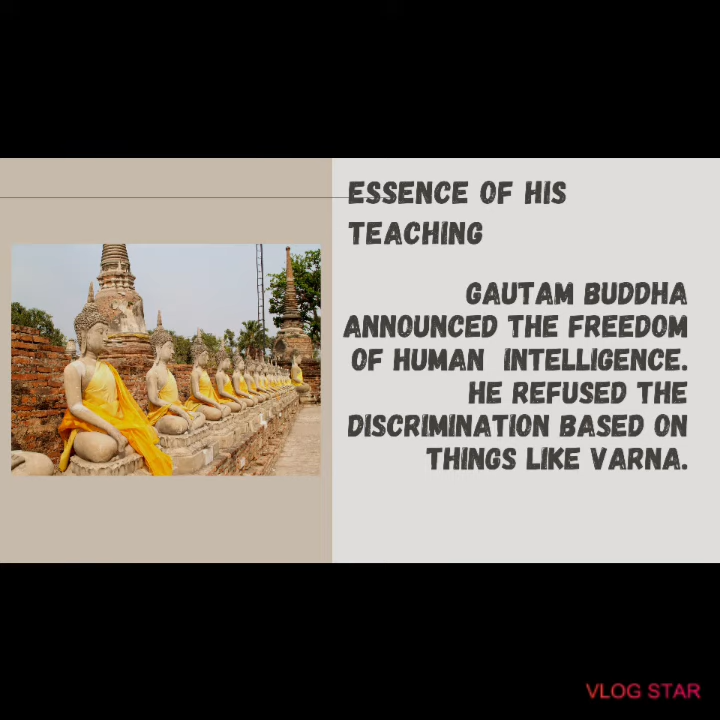 ESSENCE OF HIS
TEACHING
GAUTAM BUDDHA
ANNOUNCED THE FREEDOM
OF HUMAN INTELLIGENCE.
HE REFUSED THE
DISCRIMINATION BASED ON
THINGS LIKE VARNA.
VLOG STAR